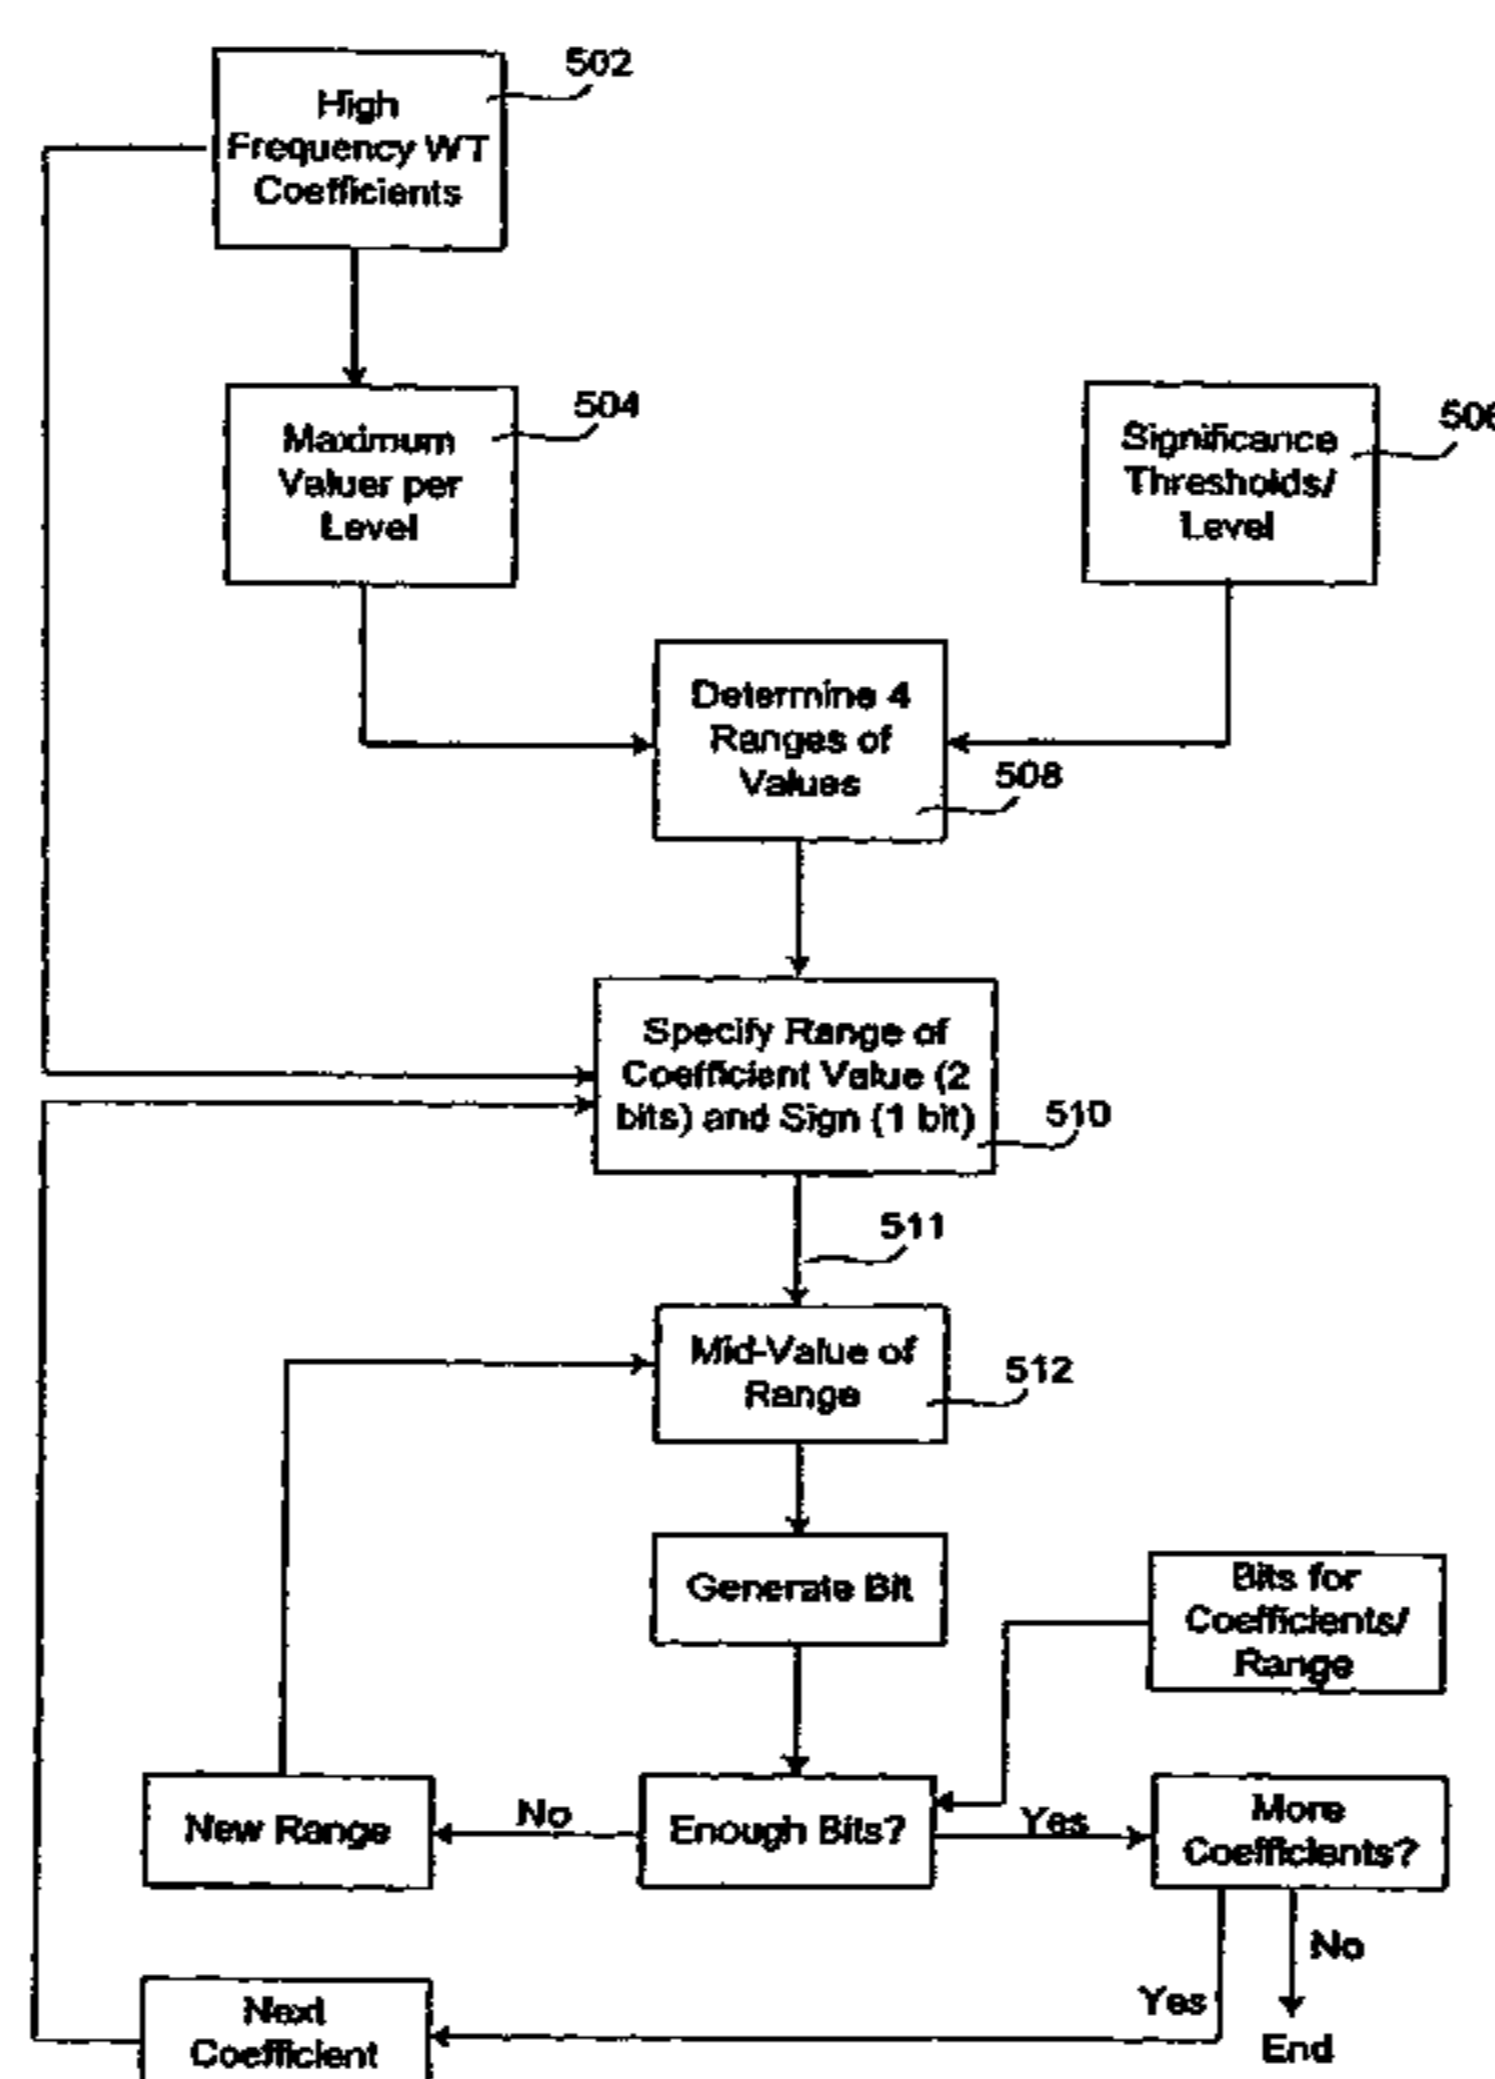 502
High
Frequency WT
Coefficients
504
Maximum
Valuer per
Level
506
Significance
Thresholds/
Level
Determine 4
Ranges of
Values
508
Specify Range of
Coefficient Value (2
bits) and Sign (1 bit)
510
511
Mid-Value of
Range
512
Generate Bit
Bits for
Coefficients/
Range
New Range
No
Enough Bits?
Yes
More
Coefficients?
No
Yes
End
Next
Coefficient